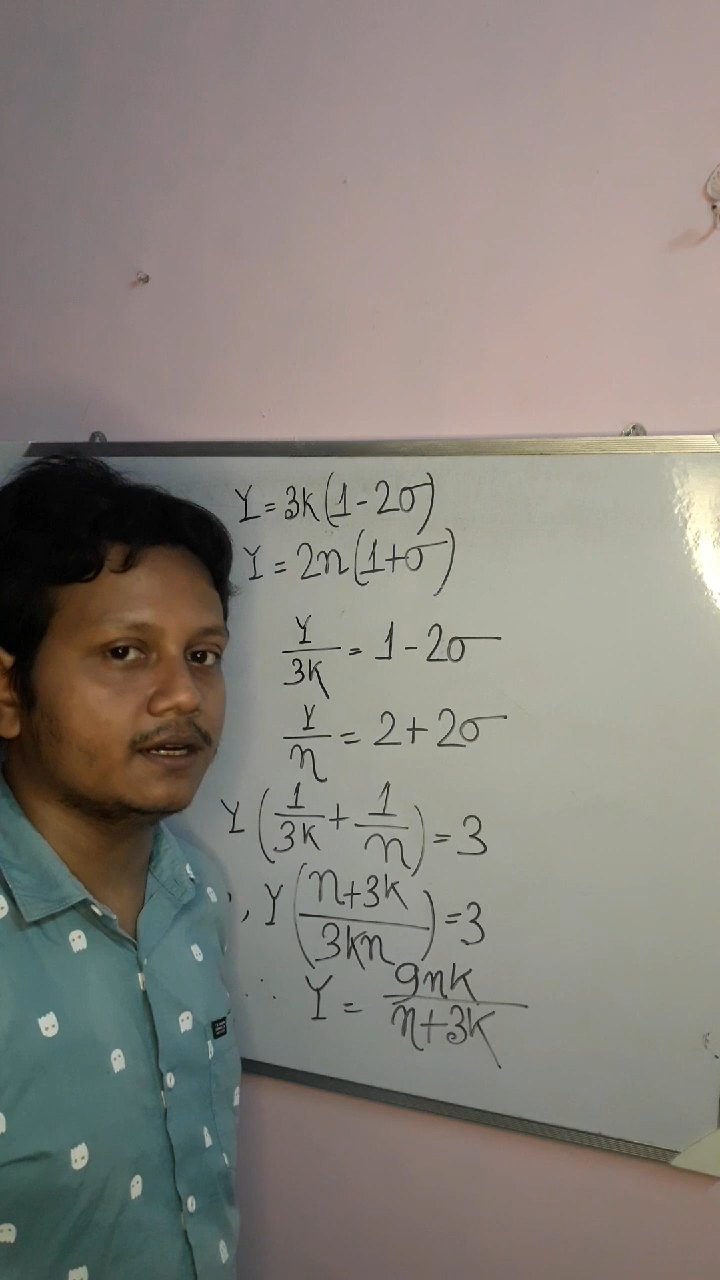 Y = 3k(1 - 2σ)
Y = 2n(1+σ)
Y/3k = 1 - 2σ
Y/n = 2 + 2σ
Y(1/3k + 1/n) = 3
, Y(n+3k/3kn) = 3
∴ Y = 9nk/n+3k